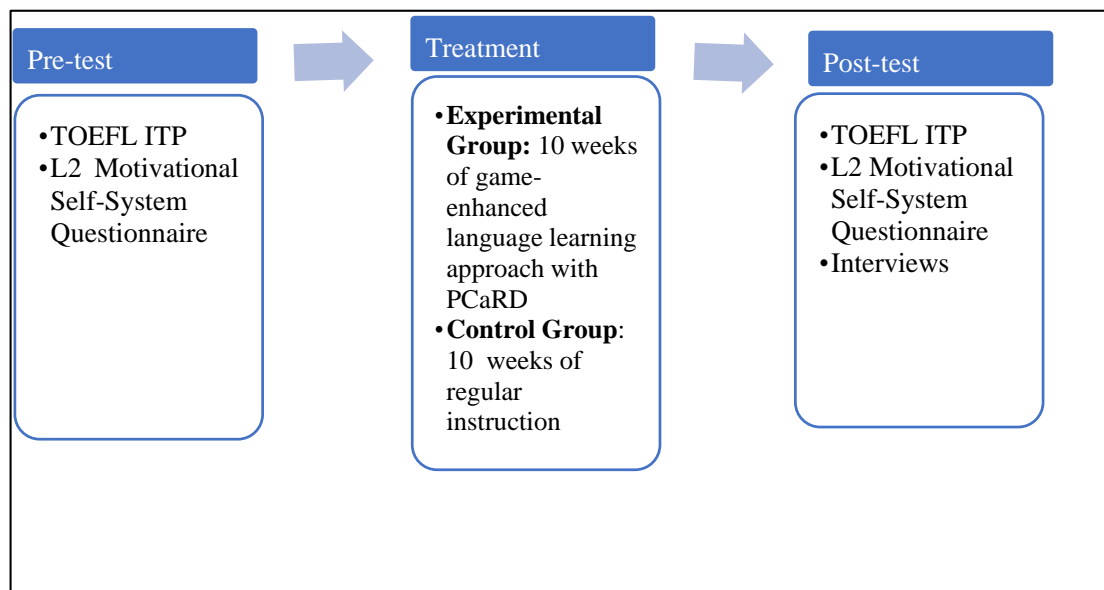 Pre-test
•TOEFL ITP
•L2 Motivational
Self-System
Questionnaire
Treatment
•Experimental
Group: 10 weeks
of game-
enhanced
language learning
approach with
PCaRD
•Control Group:
10 weeks of
regular
instruction
Post-test
•TOEFL ITP
•L2 Motivational
Self-System
Questionnaire
•Interviews